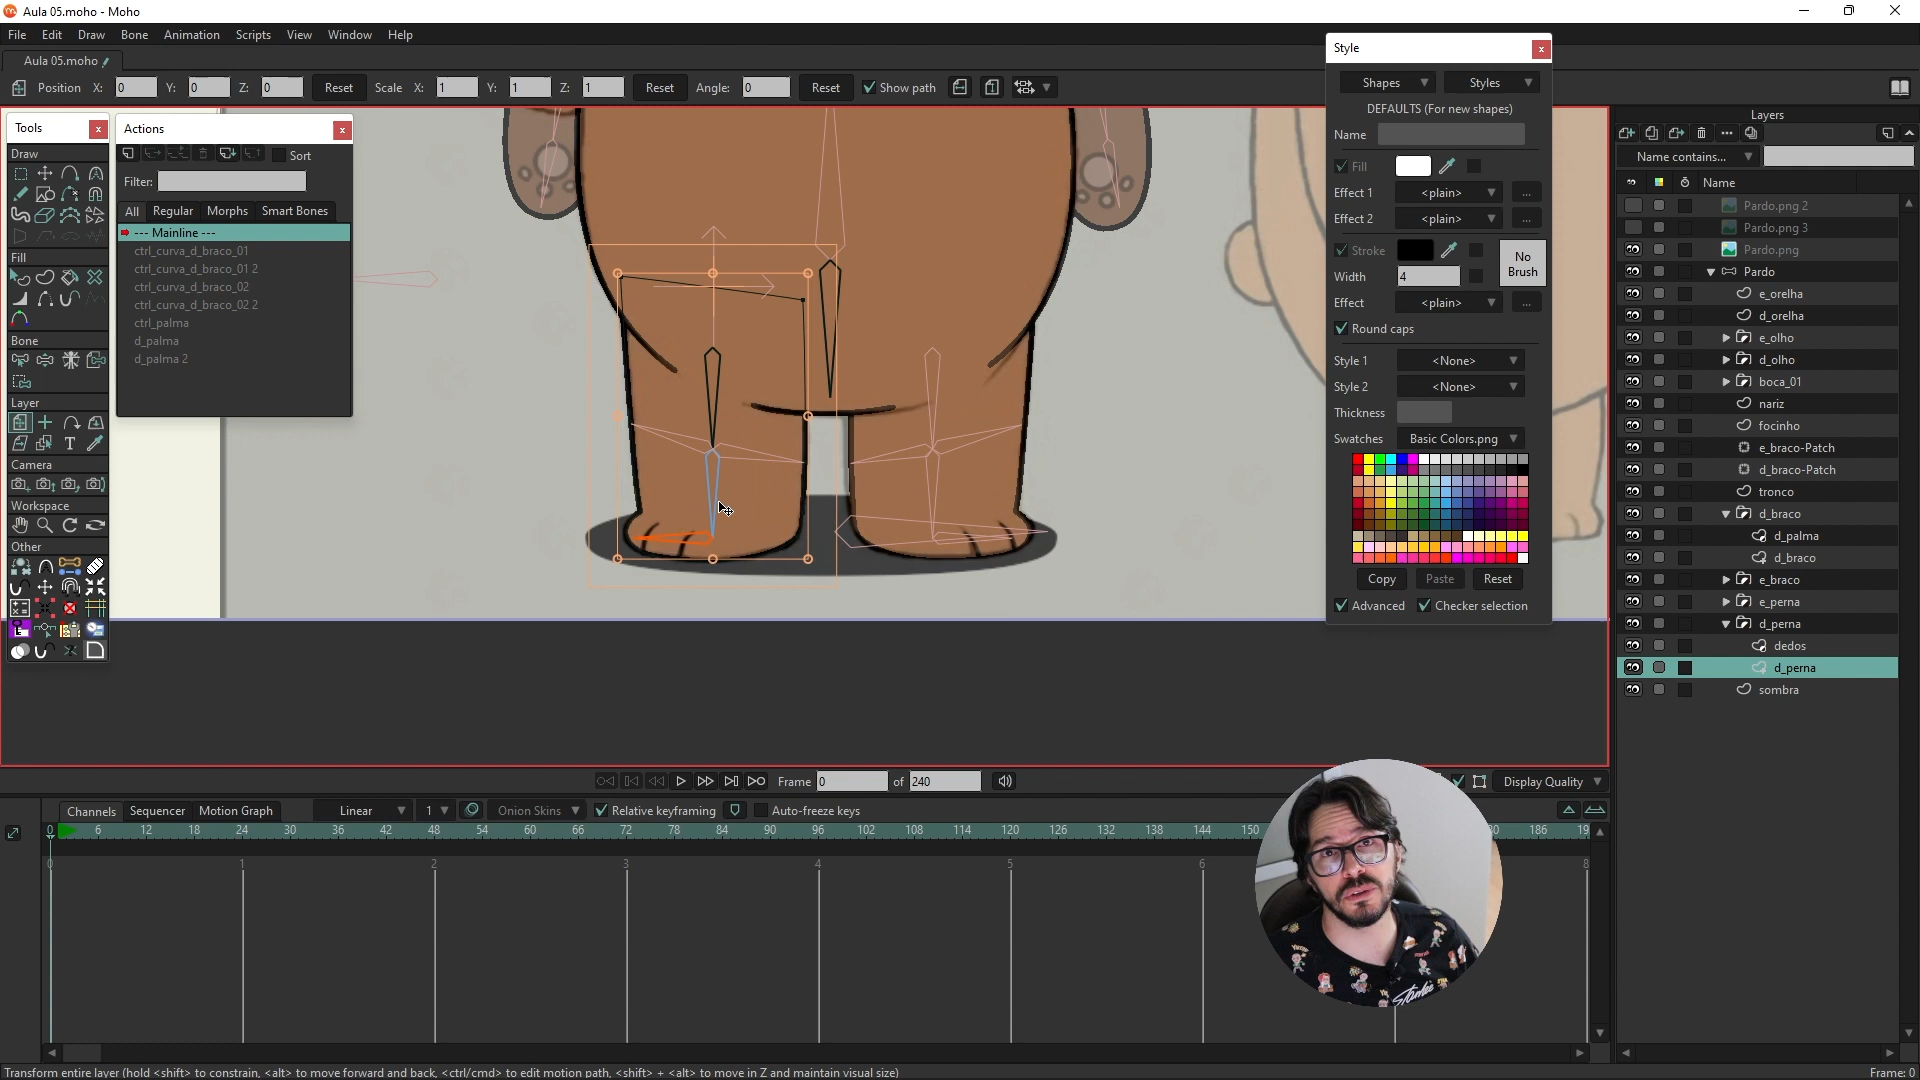 Aula 05.moho - Moho
File Edit Draw Bone Animation Scripts View Window Help
Aula 05.moho
Position X: 0 Y: 0 Z: 0 Reset Scale X: 1 Y: 1 Z: 1 Reset Angle: 0 Reset Show path
Tools
Draw
Fill
Bone
Layer
Camera
Workspace
Other
Actions
Sort
Filter:
All Regular Morphs Smart Bones
--- Mainline ---
ctrl_curva_d_braco_01
ctrl_curva_d_braco_01 2
ctrl_curva_d_braco_02
ctrl_curva_d_braco_02 2
ctrl_palma
d_palma
d_palma 2
Style
Shapes Styles
DEFAULTS (For new shapes)
Name
Fill
Effect 1 <plain> ...
Effect 2 <plain> ...
Stroke
No Brush
Width 4
Effect <plain> ...
Round caps
Style 1 <None>
Style 2 <None>
Thickness
Swatches Basic Colors.png
Copy Paste Reset
Advanced Checker selection
Layers
Name contains...
Name
Pardo.png 2
Pardo.png 3
Pardo.png
Pardo
e_orelha
d_orelha
e_olho
d_olho
boca_01
nariz
focinho
e_braco-Patch
d_braco-Patch
tronco
d_braco
d_palma
d_braco
e_braco
e_perna
d_perna
dedos
d_perna
sombra
Frame 0 of 240 Display Quality
Channels Sequencer Motion Graph Linear 1 Onion Skins Relative keyframing Auto-freeze keys
0 6 12 18 24 30 36 42 48 54 60 66 72 78 84 90 96 102 108 114 120 126 132 138 144 150 186
0 1 2 3 4 5 6 8
Transform entire layer (hold <shift> to constrain, <alt> to move forward and back, <ctrl/cmd> to edit motion path, <shift> + <alt> to move in Z and maintain visual size)
Frame: 0